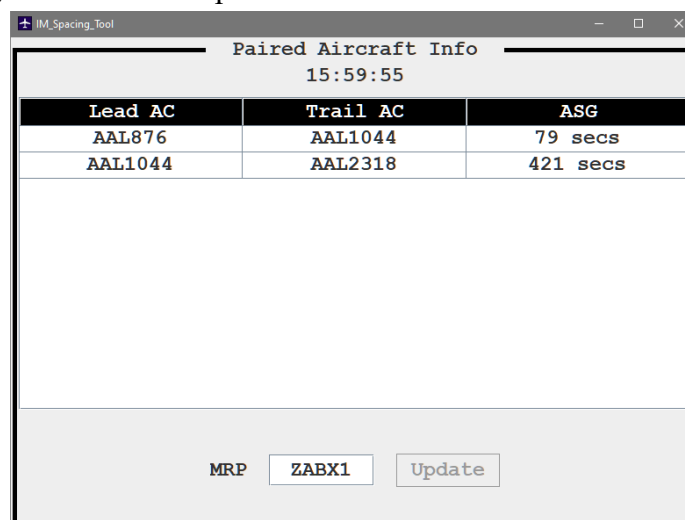 IM_Spacing_Tool
Paired Aircraft Info
15:59:55
Lead AC Trail AC ASG
AAL876 AAL1044 79 secs
AAL1044 AAL2318 421 secs
MRP ZABX1 Update